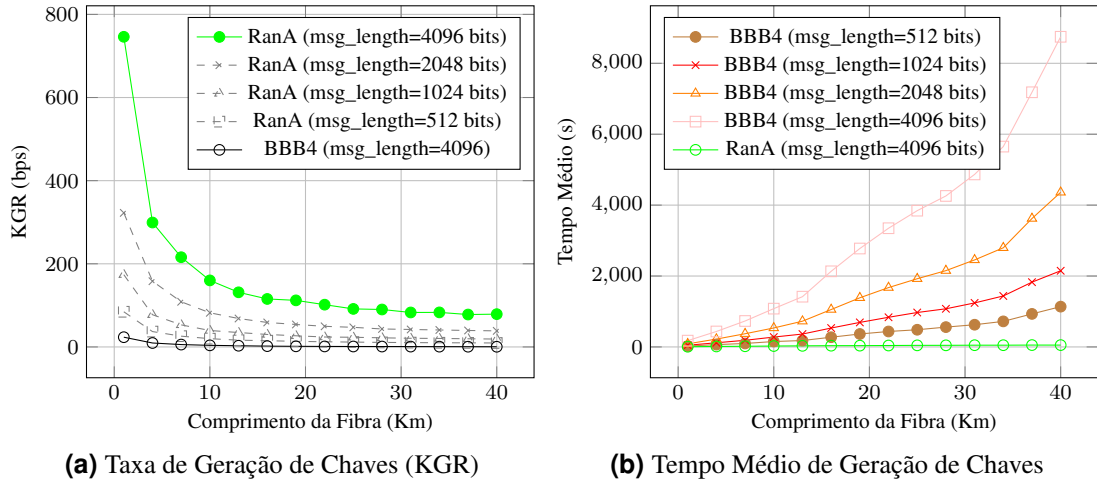 800
600
400
200
0
KGR (bps)
RanA (msg_length=4096 bits)
RanA (msg_length=2048 bits)
RanA (msg_length=1024 bits)
RanA (msg_length=512 bits)
BBB4 (msg_length=4096)
0 10 20 30 40
Comprimento da Fibra (Km)
(a) Taxa de Geração de Chaves (KGR)
8,000
6,000
4,000
2,000
0
Tempo Médio (s)
BBB4 (msg_length=512 bits)
BBB4 (msg_length=1024 bits)
BBB4 (msg_length=2048 bits)
BBB4 (msg_length=4096 bits)
RanA (msg_length=4096 bits)
0 10 20 30 40
Comprimento da Fibra (Km)
(b) Tempo Médio de Geração de Chaves